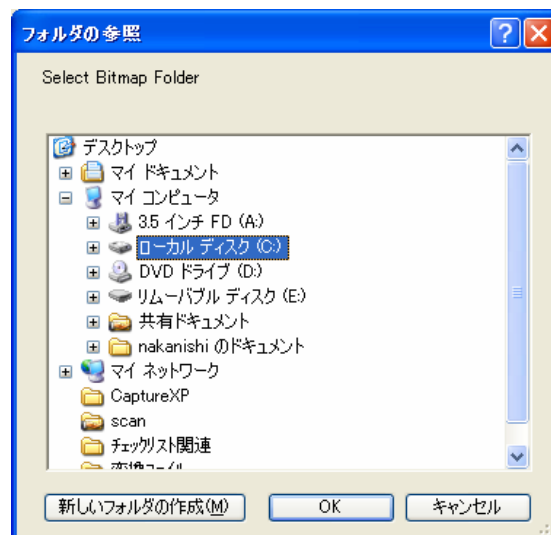 フォルダの参照
Select Bitmap Folder
デスクトップ
マイ ドキュメント
マイ コンピュータ
3.5 インチ FD (A:)
ローカル ディスク (C:)
DVD ドライブ (D:)
リムーバブル ディスク (E:)
共有ドキュメント
nakanishi のドキュメント
マイ ネットワーク
CaptureXP
scan
チェックリスト関連
新しいフォルダの作成(M)
OK
キャンセル